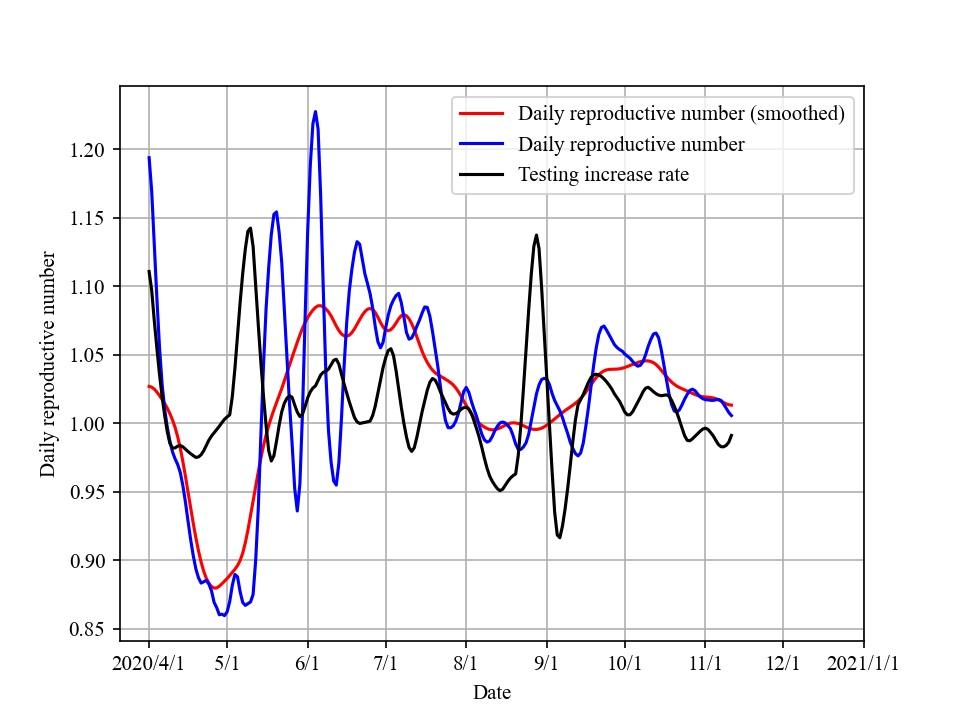 Daily reproductive number (smoothed)
Daily reproductive number
Testing increase rate
Daily reproductive number
1.20
1.15
1.10
1.05
1.00
0.95
0.90
0.85
2020/4/1 5/1 6/1 7/1 8/1 9/1 10/1 11/1 12/1 2021/1/1
Date